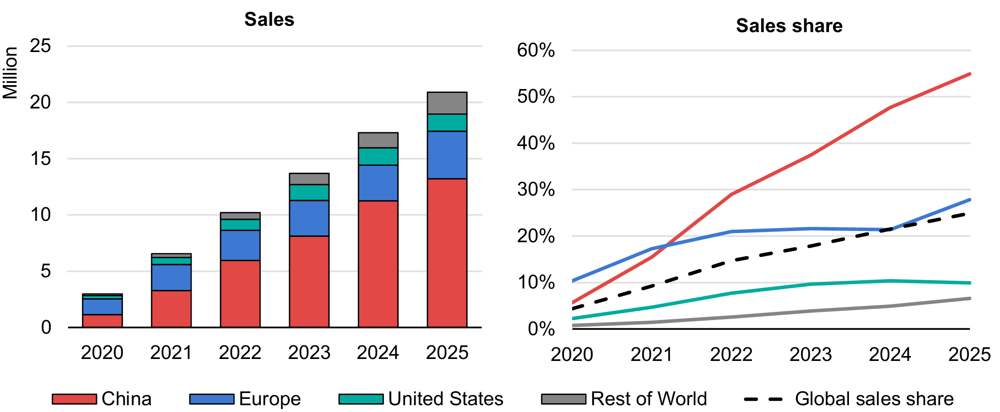 Sales
Million
25
20
15
10
5
0
2020 2021 2022 2023 2024 2025
Sales share
60%
50%
40%
30%
20%
10%
0%
2020 2021 2022 2023 2024 2025
China Europe United States Rest of World Global sales share